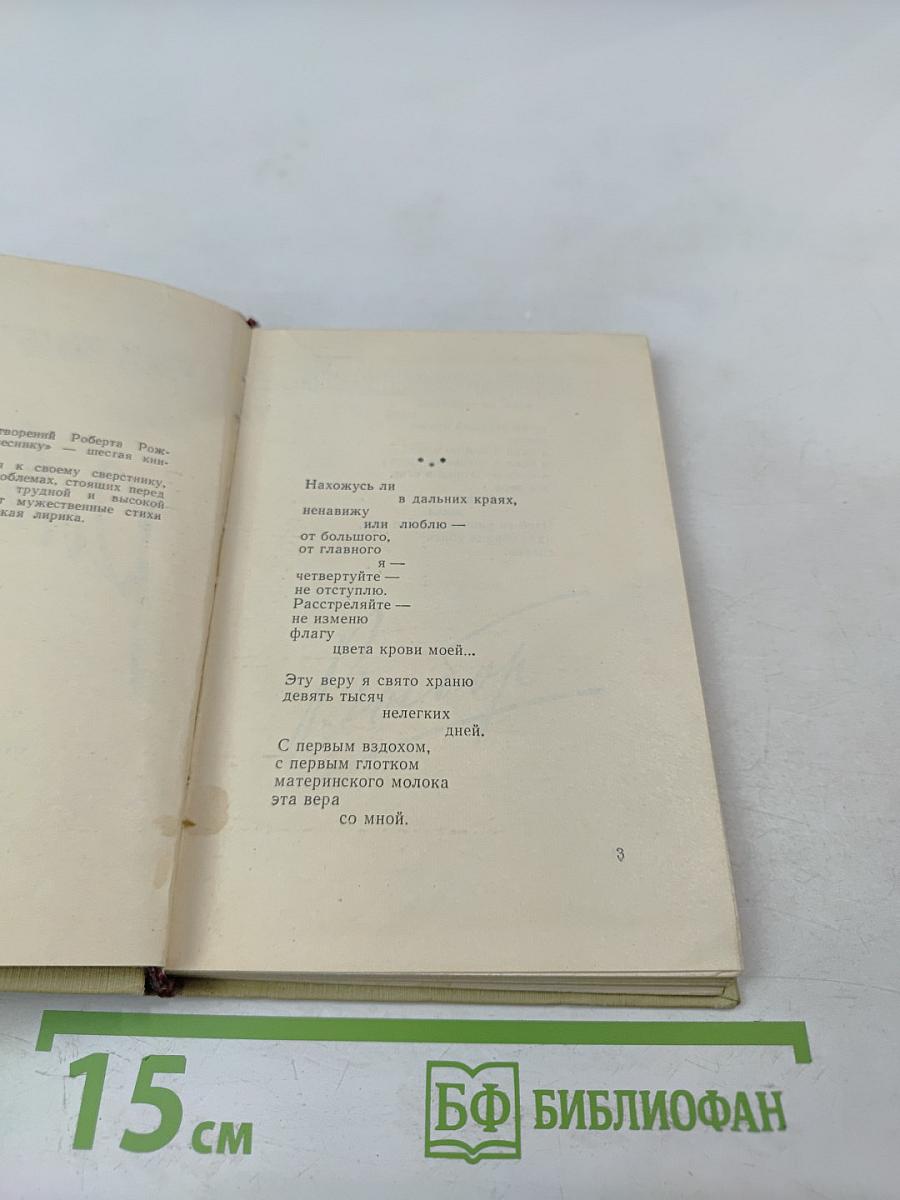 творений Роберта Рож-
еснику» — шестая кни-
я к своему сверстнику,
облемах, стоящих перед
трудной и высокой
т мужественные стихи
кая лирика.
* * *
Нахожусь ли
в дальних краях,
ненавижу
или люблю —
от большого,
от главного
я —
четвертуйте —
не отступлю.
Расстреляйте —
не изменю
флагу
цвета крови моей...
Эту веру я свято храню
девять тысяч
нелегких
дней.
С первым вздохом,
с первым глотком
материнского молока
эта вера
со мной.
3
15 см
БФ БИБЛИОФАН